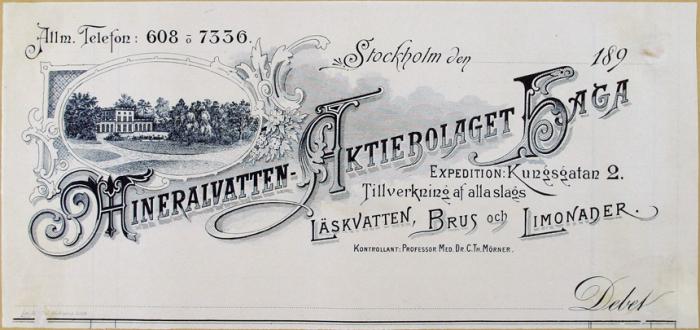 Allm. Telefon: 608 ō 7336.
Stockholm den 189
Mineralvatten-Aktiebolaget Haga
Expedition: Kungsgatan 2.
Tillverkning af alla slags
Läskvatten, Brus och Limonader.
Kontrollant: Professor Med. Dr. C. Th. Mörner.
Debet